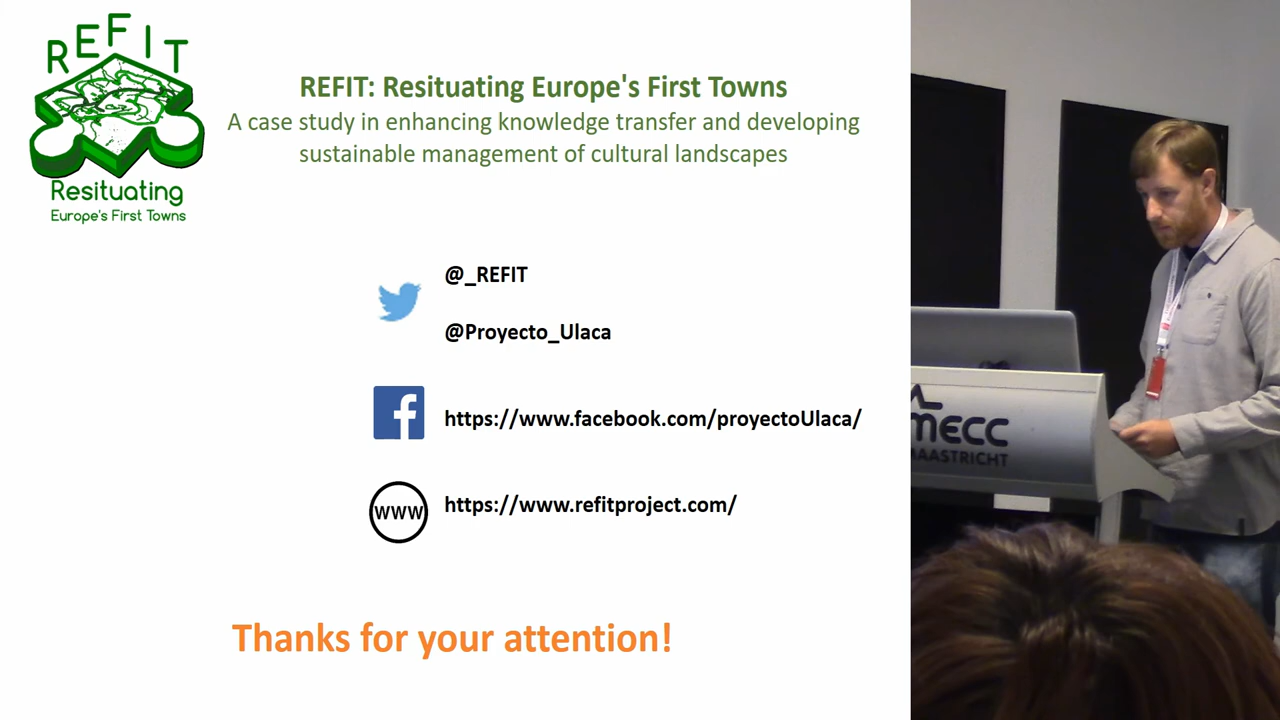 REFIT
Resituating
Europe's First Towns
REFIT: Resituating Europe's First Towns
A case study in enhancing knowledge transfer and developing
sustainable management of cultural landscapes
@_REFIT
@Proyecto_Ulaca
f
https://www.facebook.com/proyectoUlaca/
WWW
https://www.refitproject.com/
Thanks for your attention!
mECC
MAASTRICHT